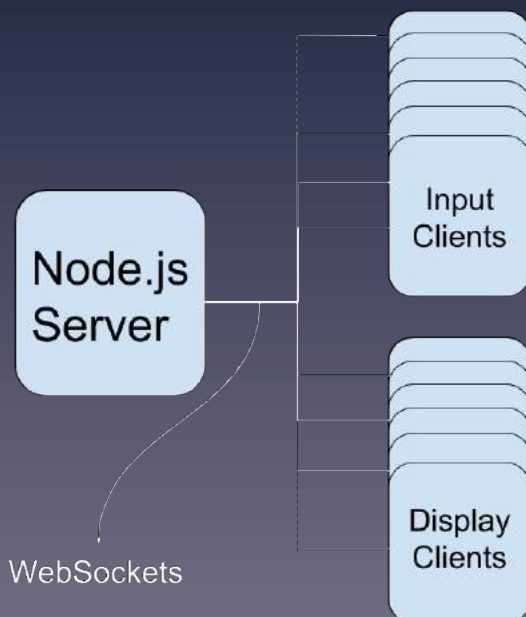 Node.js
Server
Input
Clients
Display
Clients
WebSockets